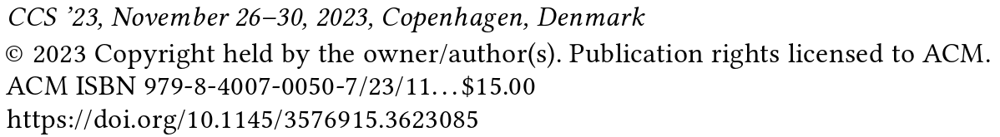 CCS ’23, November 26–30, 2023, Copenhagen, Denmark
© 2023 Copyright held by the owner/author(s). Publication rights licensed to ACM.
ACM ISBN 979-8-4007-0050-7/23/11...$15.00
https://doi.org/10.1145/3576915.3623085